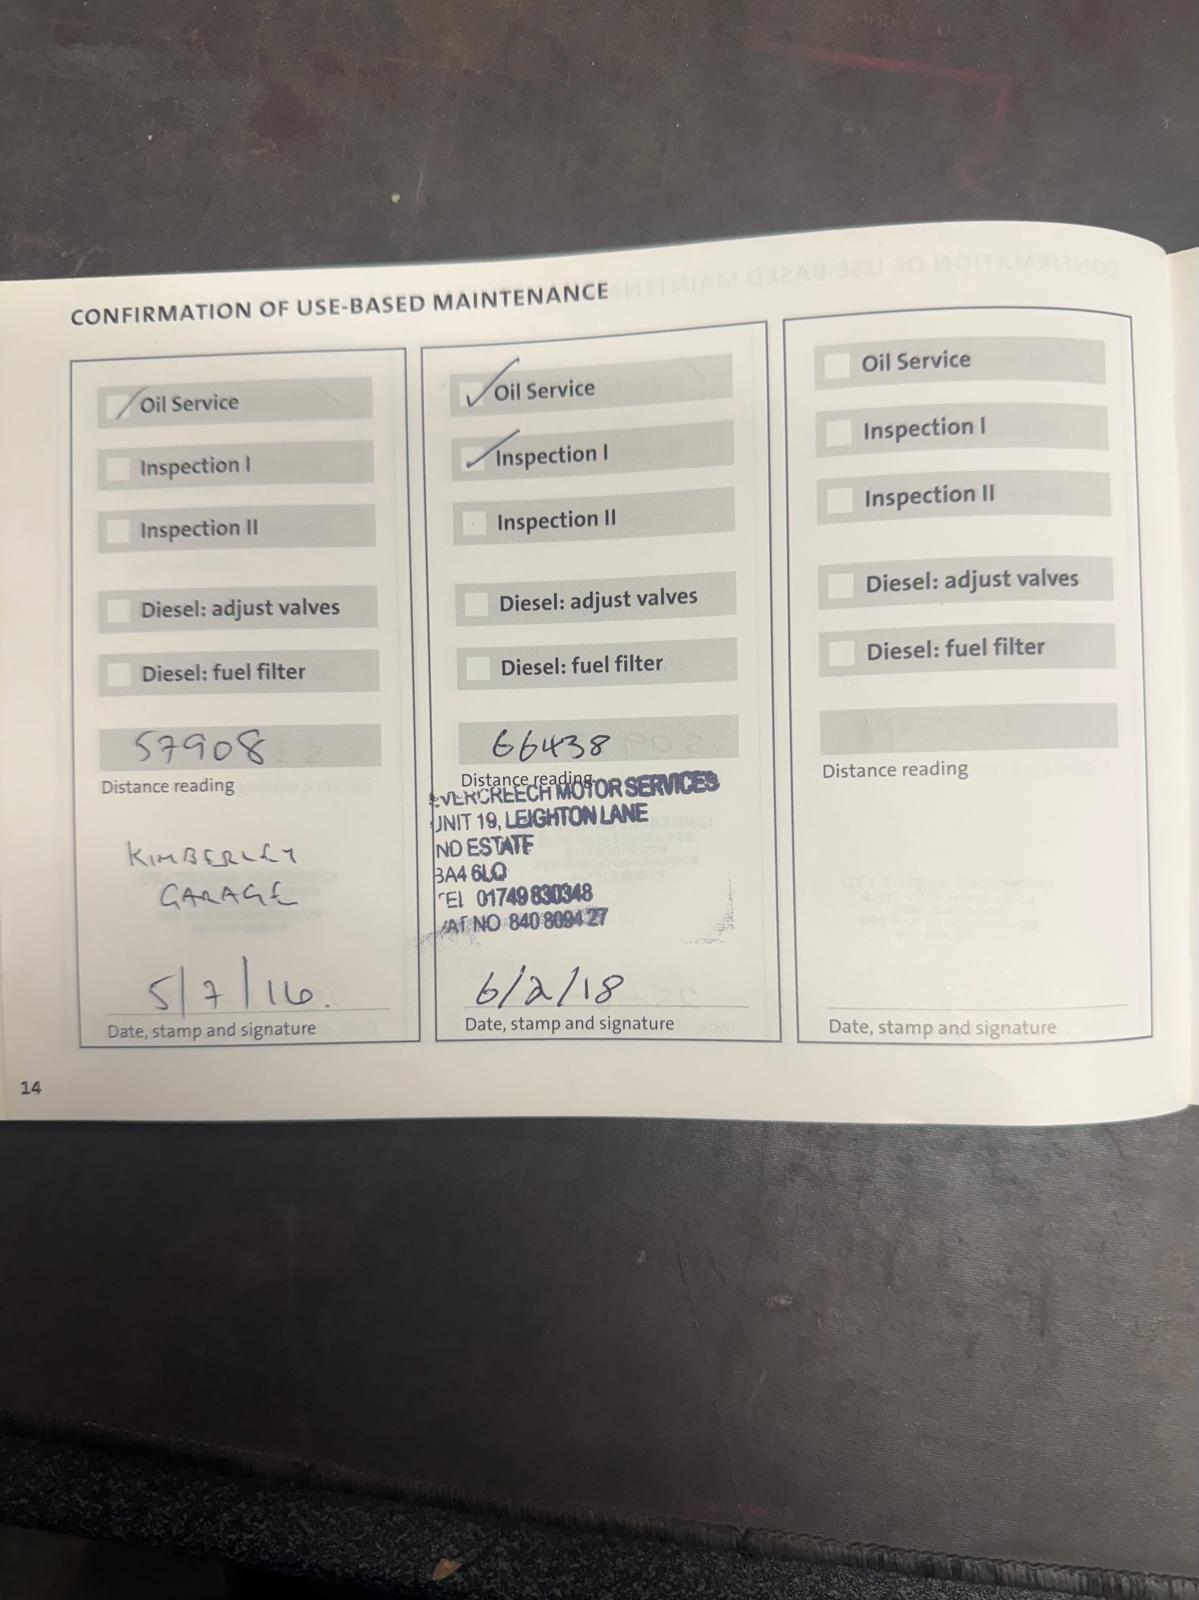 CONFIRMATION OF USE-BASED MAINTENANCE
Oil Service
Inspection I
Inspection II
Diesel: adjust valves
Diesel: fuel filter
57908
Distance reading
KIMBERLEY
GARAGE
5/7/16.
Date, stamp and signature
Oil Service
Inspection I
Inspection II
Diesel: adjust valves
Diesel: fuel filter
66438
Distance reading
EVERCREECH MOTOR SERVICES
UNIT 19, LEIGHTON LANE
IND ESTATE
BA4 6LQ
TEl 01749 830348
VAT NO 840 8094 27
6/2/18
Date, stamp and signature
Oil Service
Inspection I
Inspection II
Diesel: adjust valves
Diesel: fuel filter
Distance reading
Date, stamp and signature
14